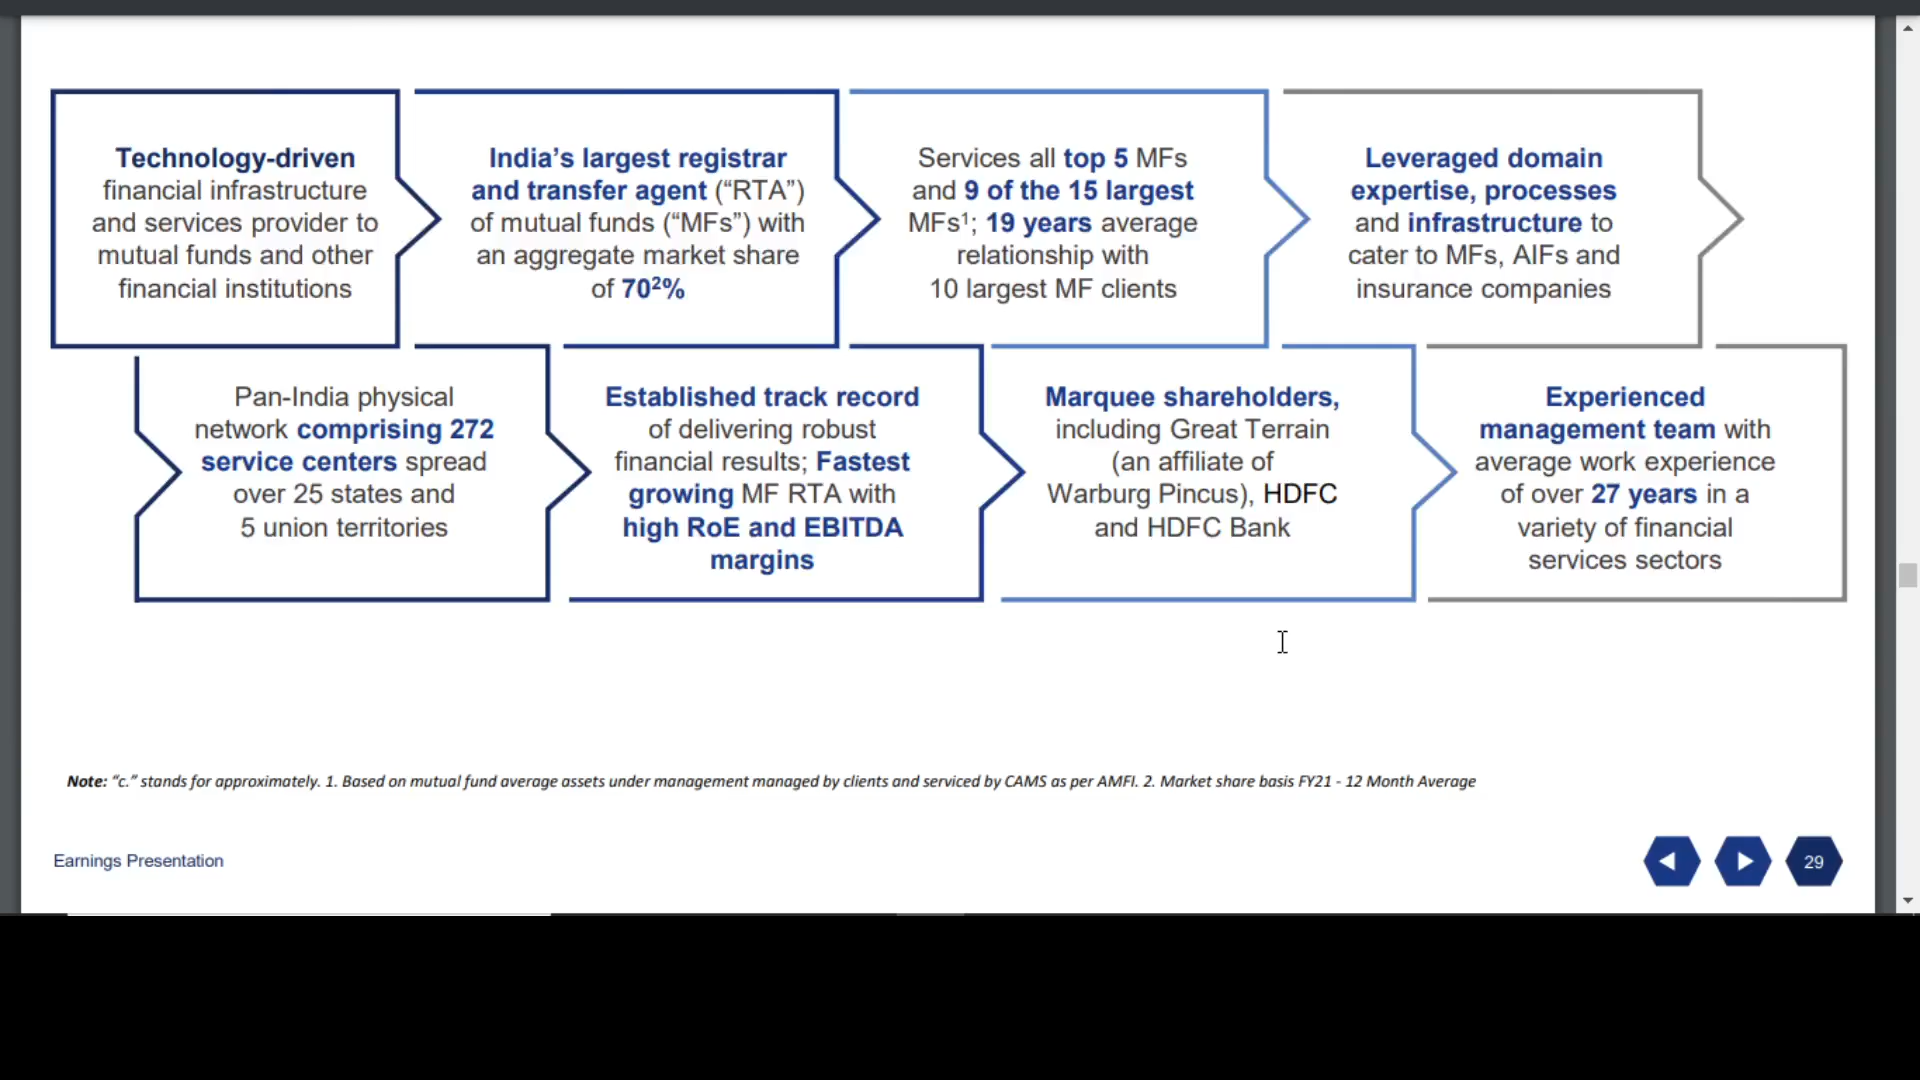 Technology-driven
financial infrastructure
and services provider to
mutual funds and other
financial institutions
India’s largest registrar
and transfer agent (“RTA”)
of mutual funds (“MFs”) with
an aggregate market share
of 70²%
Services all top 5 MFs
and 9 of the 15 largest
MFs¹; 19 years average
relationship with
10 largest MF clients
Leveraged domain
expertise, processes
and infrastructure to
cater to MFs, AIFs and
insurance companies
Pan-India physical
network comprising 272
service centers spread
over 25 states and
5 union territories
Established track record
of delivering robust
financial results; Fastest
growing MF RTA with
high RoE and EBITDA
margins
Marquee shareholders,
including Great Terrain
(an affiliate of
Warburg Pincus), HDFC
and HDFC Bank
Experienced
management team with
average work experience
of over 27 years in a
variety of financial
services sectors
Note: “c.” stands for approximately. 1. Based on mutual fund average assets under management managed by clients and serviced by CAMS as per AMFI. 2. Market share basis FY21 - 12 Month Average
Earnings Presentation
29